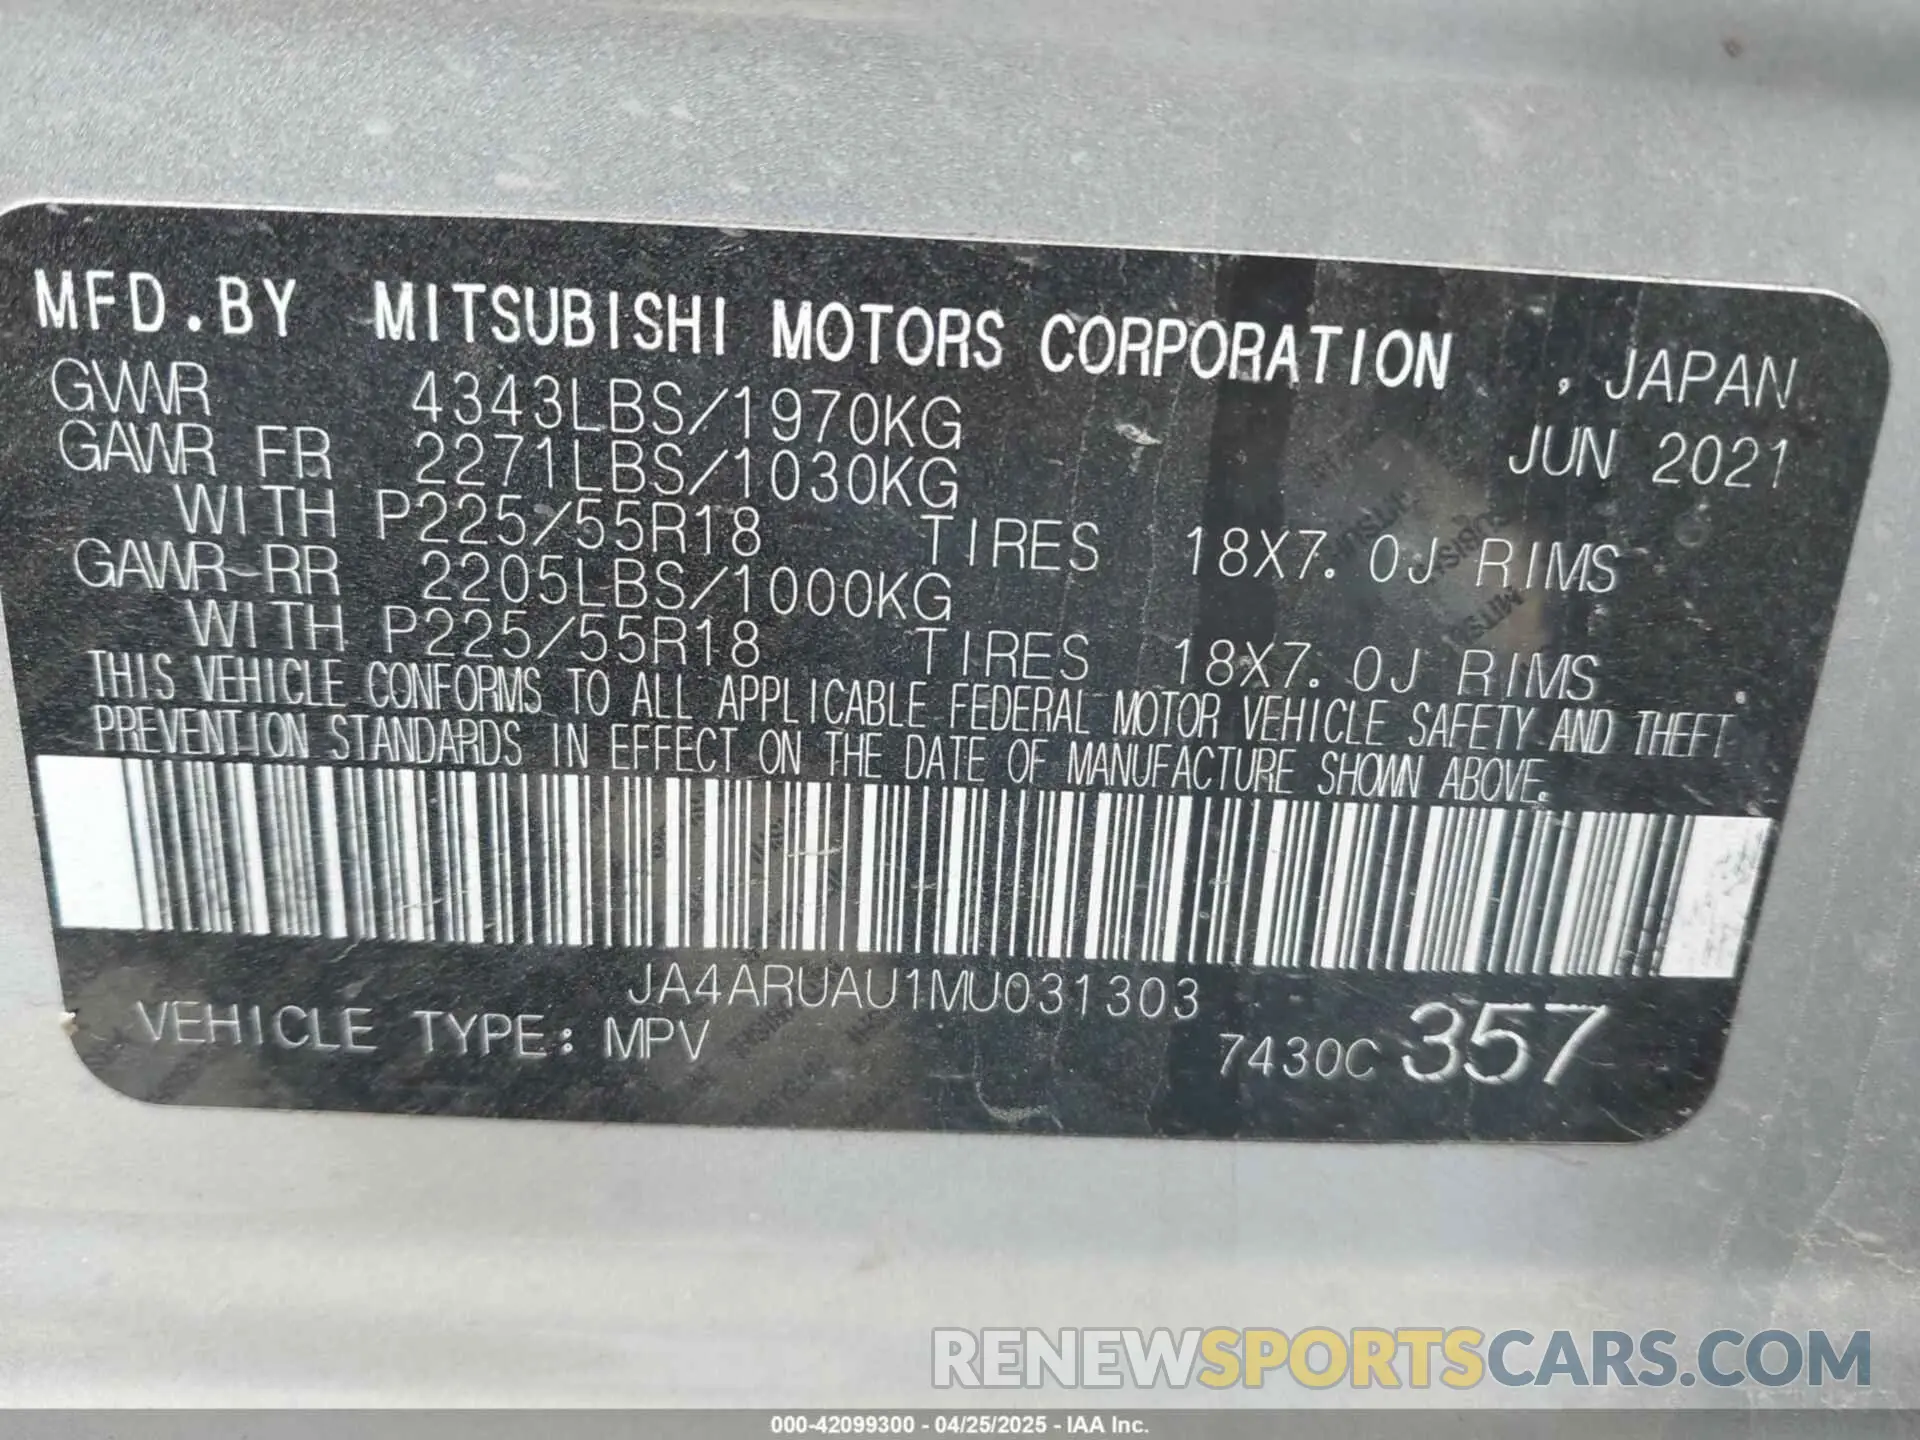 MFD.BY MITSUBISHI MOTORS CORPORATION , JAPAN
GVWR 4343LBS/1970KG JUN 2021
GAWR FR 2271LBS/1030KG
WITH P225/55R18 TIRES 18X7.0J RIMS
GAWR RR 2205LBS/1000KG
WITH P225/55R18 TIRES 18X7.0J RIMS
THIS VEHICLE CONFORMS TO ALL APPLICABLE FEDERAL MOTOR VEHICLE SAFETY AND THEFT
PREVENTION STANDARDS IN EFFECT ON THE DATE OF MANUFACTURE SHOWN ABOVE.
JA4ARUAU1MU031303
VEHICLE TYPE: MPV 7430C 357
RENEWSPORTSCARS.COM
000-42099300 - 04/25/2025 - IAA Inc.